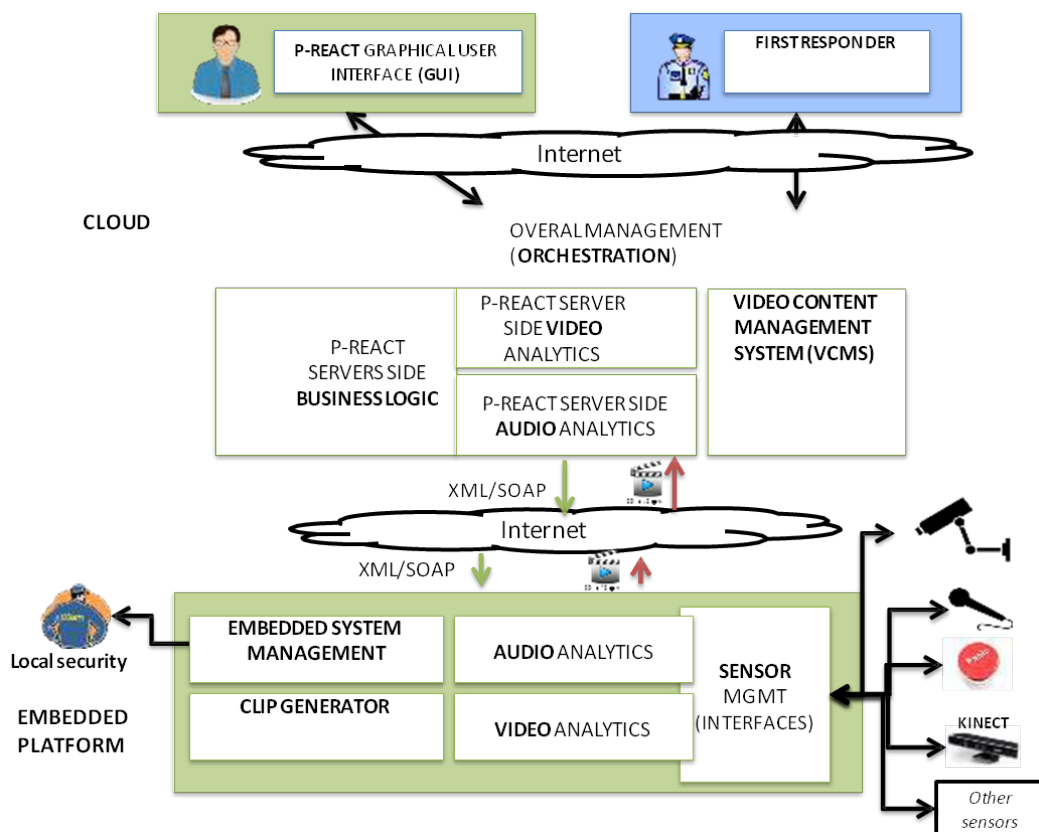 P-REACT GRAPHICAL USER
INTERFACE (GUI)
FIRST RESPONDER
Internet
CLOUD
OVERAL MANAGEMENT
(ORCHESTRATION)
P-REACT
SERVERS SIDE
BUSINESS LOGIC
P-REACT SERVER
SIDE VIDEO
ANALYTICS
P-REACT SERVER SIDE
AUDIO ANALYTICS
VIDEO CONTENT
MANAGEMENT
SYSTEM (VCMS)
XML/SOAP
Internet
XML/SOAP
Local security
EMBEDDED
PLATFORM
EMBEDDED SYSTEM
MANAGEMENT
CLIP GENERATOR
AUDIO ANALYTICS
VIDEO ANALYTICS
SENSOR
MGMT
(INTERFACES)
Panic
KINECT
Other
sensors